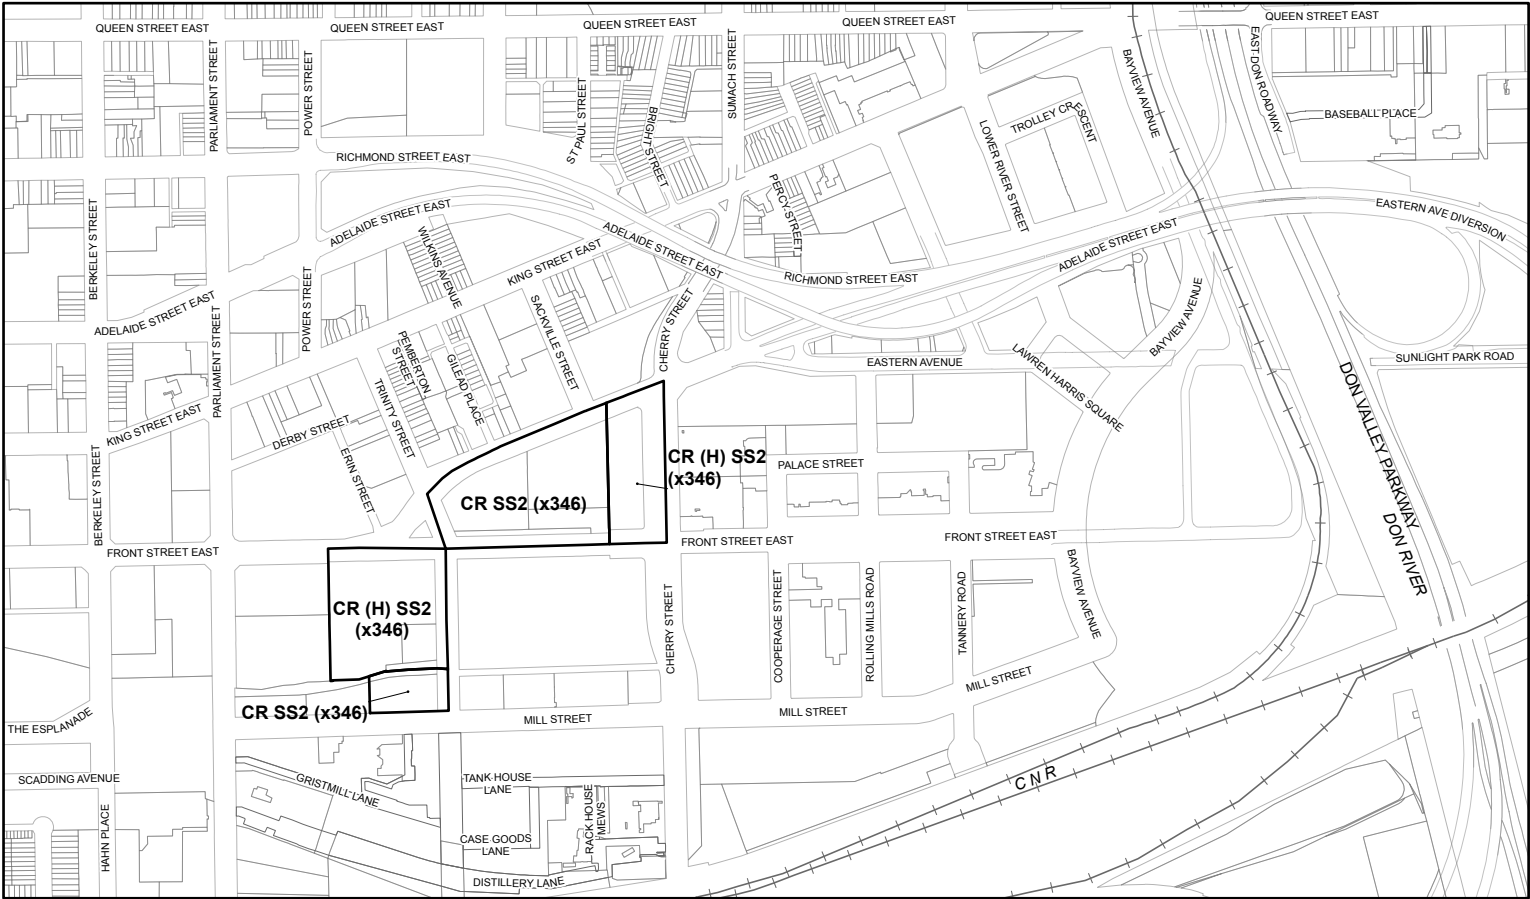 QUEEN STREET EAST
QUEEN STREET EAST
QUEEN STREET EAST
QUEEN STREET EAST
QUEEN STREET EAST
PARLIAMENT STREET
POWER STREET
ST PAUL STREET
BRIGHT STREET
SUMACH STREET
BAYVIEW AVENUE
EAST DON ROADWAY
BASEBALL PLACE
TROLLEY CRESCENT
LOWER RIVER STREET
RICHMOND STREET EAST
PERCY STREET
BERKELEY STREET
ADELAIDE STREET EAST
WILKINS AVENUE
KING STREET EAST
ADELAIDE STREET EAST
RICHMOND STREET EAST
ADELAIDE STREET EAST
EASTERN AVE DIVERSION
ADELAIDE STREET EAST
PARLIAMENT STREET
POWER STREET
PEMBERTON
STREET
GILEAD PLACE
SACKVILLE STREET
CHERRY STREET
EASTERN AVENUE
LAWREN HARRIS SQUARE
BAYVIEW AVENUE
SUNLIGHT PARK ROAD
DON VALLEY PARKWAY
DON RIVER
KING STREET EAST
DERBY STREET
TRINITY STREET
ERIN STREET
BERKELEY STREET
CR (H) SS2
(x346)
CR SS2 (x346)
PALACE STREET
FRONT STREET EAST
FRONT STREET EAST
FRONT STREET EAST
CR (H) SS2
(x346)
CHERRY STREET
COOPERAGE STREET
ROLLING MILLS ROAD
TANNERY ROAD
BAYVIEW AVENUE
MILL STREET
CR SS2 (x346)
MILL STREET
MILL STREET
THE ESPLANADE
SCADDING AVENUE
HAHN PLACE
GRISTMILL LANE
TANK HOUSE
LANE
CASE GOODS
LANE
RACK HOUSE
MEWS
DISTILLERY LANE
CNR